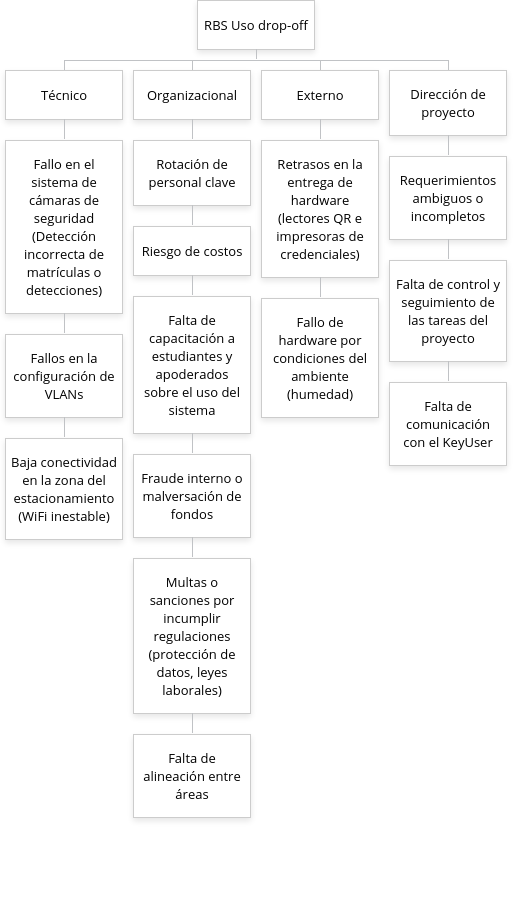 RBS Uso drop-off
Técnico
Fallo en el
sistema de
cámaras de
seguridad
(Detección
incorrecta de
matrículas o
detecciones)
Fallos en la
configuración de
VLANs
Baja conectividad
en la zona del
estacionamiento
(WiFi inestable)
Organizacional
Rotación de
personal clave
Riesgo de costos
Falta de
capacitación a
estudiantes y
apoderados
sobre el uso del
sistema
Fraude interno o
malversación de
fondos
Multas o
sanciones por
incumplir
regulaciones
(protección de
datos, leyes
laborales)
Falta de
alineación entre
áreas
Externo
Retrasos en la
entrega de
hardware
(lectores QR e
impresoras de
credenciales)
Fallo de
hardware por
condiciones del
ambiente
(humedad)
Dirección de
proyecto
Requerimientos
ambiguos o
incompletos
Falta de control y
seguimiento de
las tareas del
proyecto
Falta de
comunicación
con el KeyUser